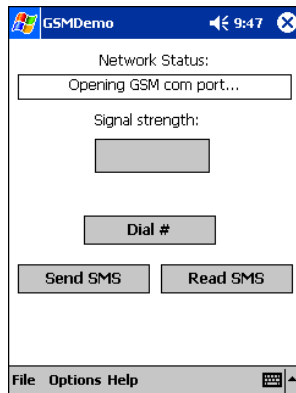 GSMDemo 9:47
Network Status:
Opening GSM com port...
Signal strength:
Dial #
Send SMS Read SMS
File Options Help